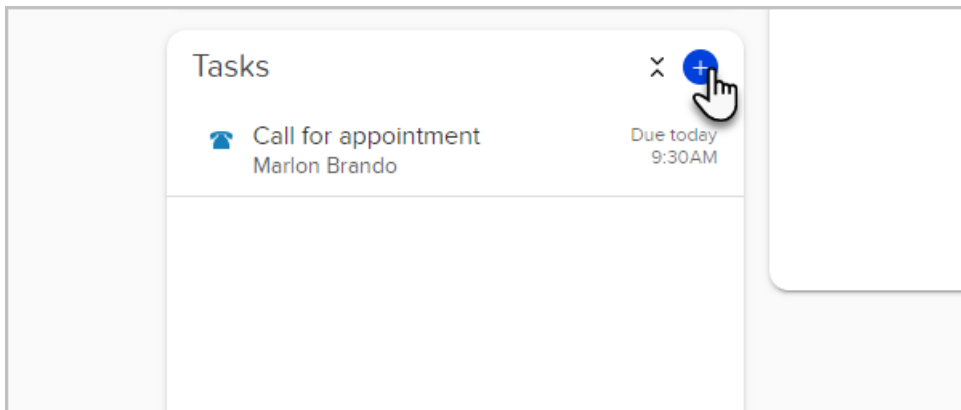 Tasks
Call for appointment
Marlon Brando
Due today
9:30AM